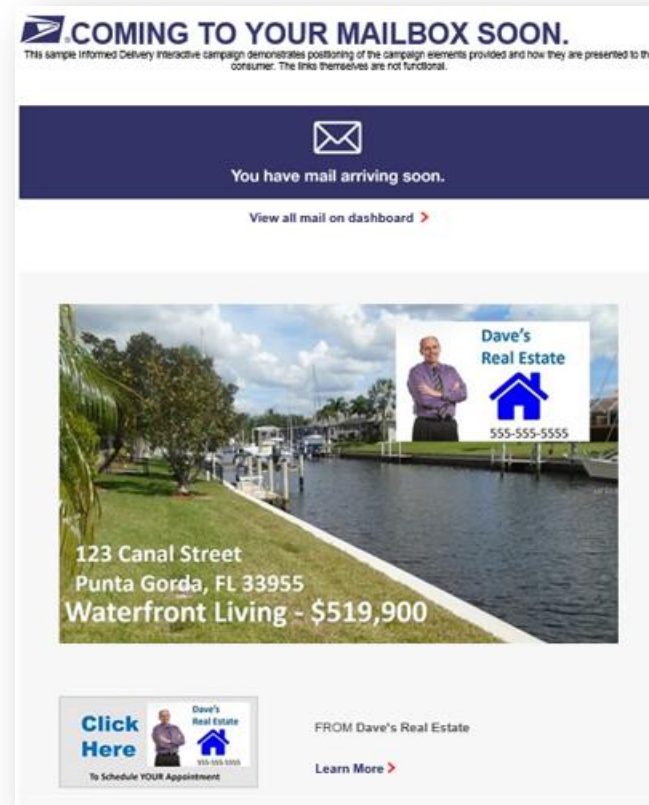 COMING TO YOUR MAILBOX SOON.
This sample Informed Delivery Interactive campaign demonstrates positioning of the campaign elements provided and how they are presented to the
consumer. The links themselves are not functional.
You have mail arriving soon.
View all mail on dashboard >
Dave's
Real Estate
555-555-5555
123 Canal Street
Punta Gorda, FL 33955
Waterfront Living - $519,900
Click
Here
Dave's
Real Estate
555-555-5555
To Schedule YOUR Appointment
FROM Dave's Real Estate
Learn More >